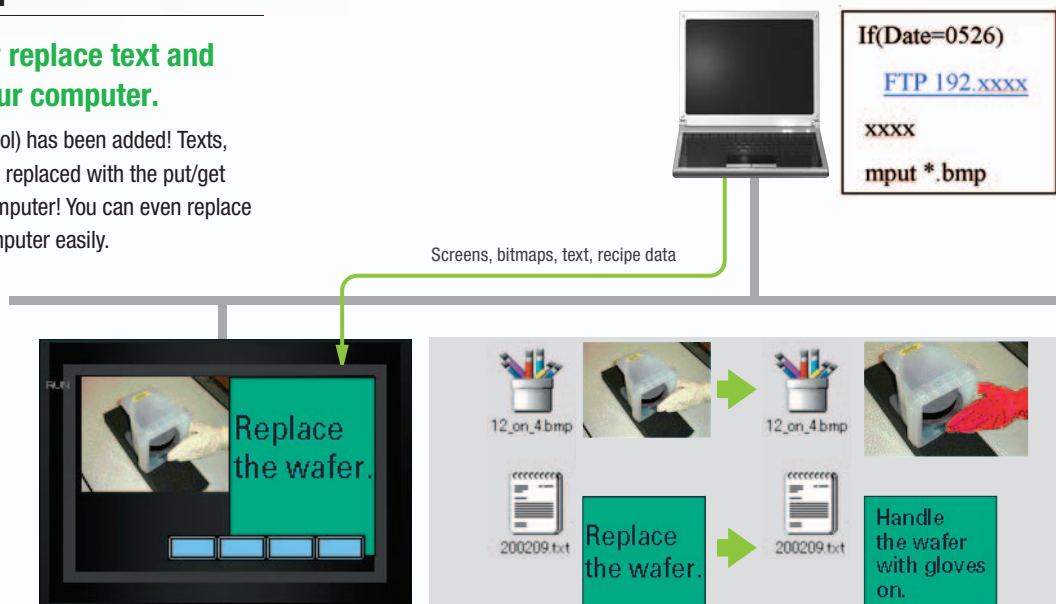 replace text and
ur computer.
ol) has been added! Texts,
replaced with the put/get
mputer! You can even replace
mputer easily.
If(Date=0526)
FTP 192.xxxx
xxxx
mput *.bmp
Screens, bitmaps, text, recipe data
RUN
Replace
the wafer.
12_on_4.bmp
12_on_4.bmp
200209.txt
Replace
the wafer.
200209.txt
Handle
the wafer
with gloves
on.